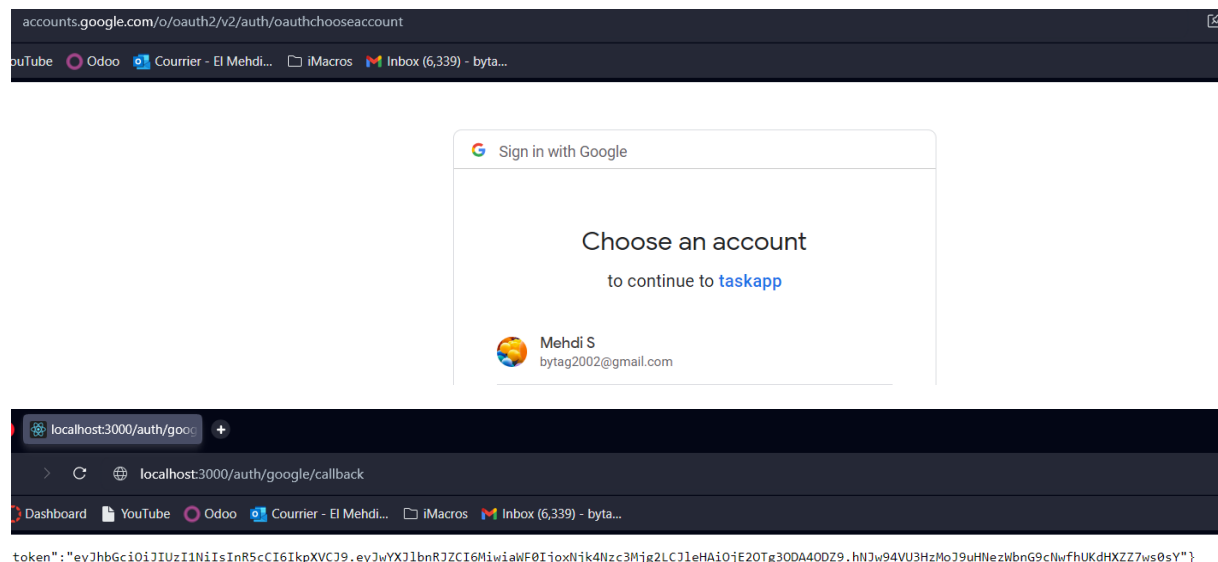 accounts.google.com/o/oauth2/v2/auth/oauthchooseaccount
ouTube Odoo Courrier - El Mehdi... iMacros Inbox (6,339) - byta...
Sign in with Google
Choose an account
to continue to taskapp
Mehdi S
bytag2002@gmail.com
localhost:3000/auth/goog
localhost:3000/auth/google/callback
Dashboard YouTube Odoo Courrier - El Mehdi... iMacros Inbox (6,339) - byta...
token":"eyJhbGciOiJIUzI1NiIsInR5cCI6IkpXVCJ9.eyJwYXJlbnRJZCI6MiwiaWF0IjoxNjk4Nzc3Mjg2LCJleHAiOjE2OTg3ODA4ODZ9.hNJw94VU3HzMoJ9uHNezWbnG9cNwfhUKdHXZZ7ws0sY"}